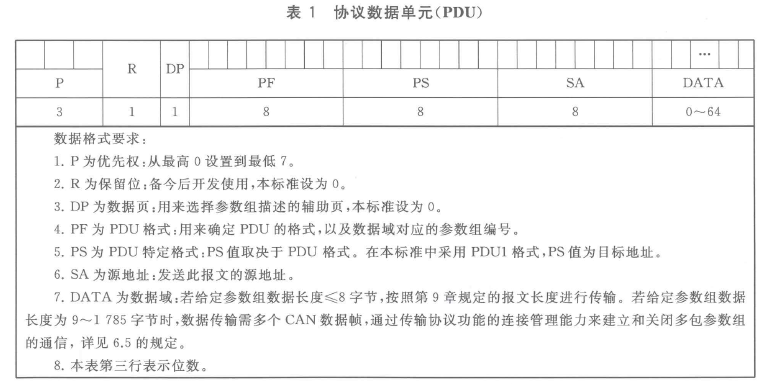 表 1 协议数据单元(PDU)
…
P R DP PF PS SA DATA
3 1 1 8 8 8 0～64
数据格式要求:
1. P 为优先权:从最高 0 设置到最低 7。
2. R 为保留位:备今后开发使用,本标准设为 0。
3. DP 为数据页:用来选择参数组描述的辅助页,本标准设为 0。
4. PF 为 PDU 格式:用来确定 PDU 的格式,以及数据域对应的参数组编号。
5. PS 为 PDU 特定格式:PS 值取决于 PDU 格式。在本标准中采用 PDU1 格式,PS 值为目标地址。
6. SA 为源地址:发送此报文的源地址。
7. DATA 为数据域:若给定参数组数据长度≤8 字节,按照第 9 章规定的报文长度进行传输。若给定参数组数据
长度为 9～1 785 字节时,数据传输需多个 CAN 数据帧,通过传输协议功能的连接管理能力来建立和关闭多包参数组
的通信，详见 6.5 的规定。
8. 本表第三行表示位数。